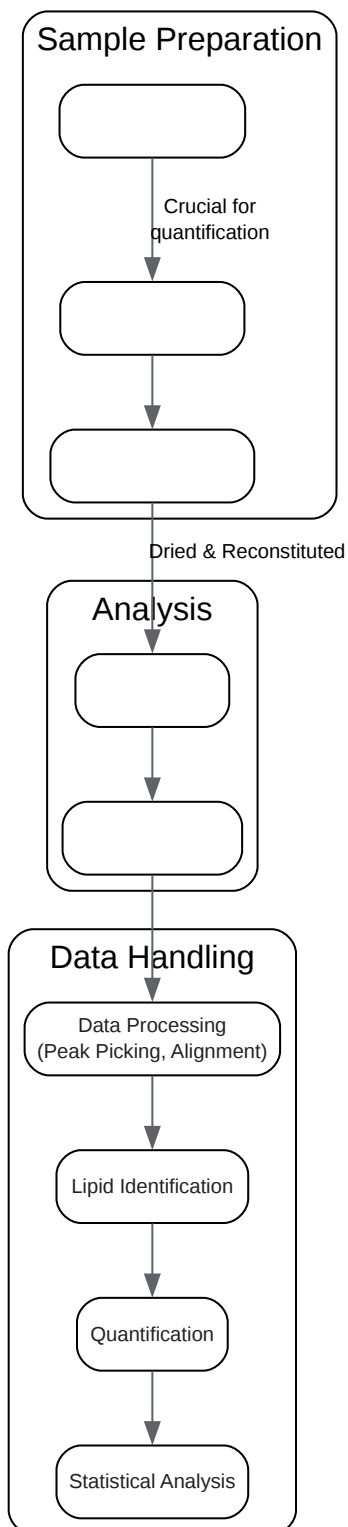 Sample Preparation
Crucial for
quantification
Dried & Reconstituted
Analysis
Data Handling
Data Processing
(Peak Picking, Alignment)
Lipid Identification
Quantification
Statistical Analysis